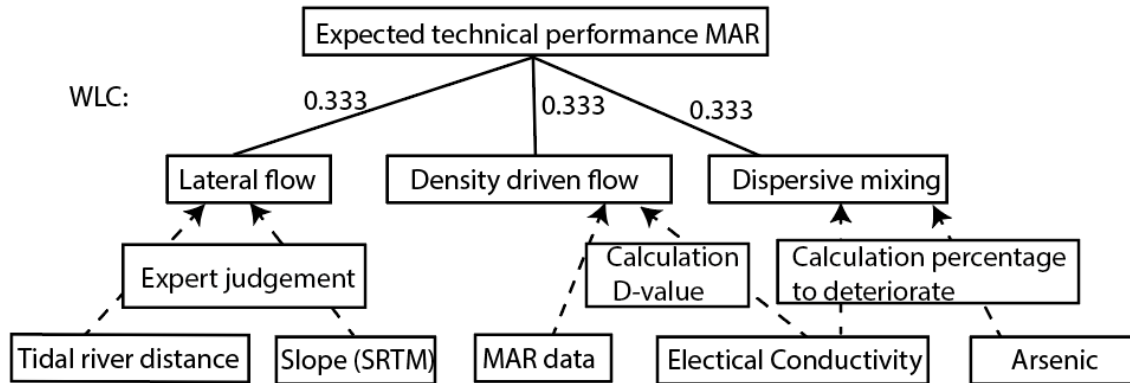 Expected technical performance MAR
WLC:
0.333
0.333
0.333
Lateral flow
Density driven flow
Dispersive mixing
Expert judgement
Calculation
D-value
Calculation percentage
to deteriorate
Tidal river distance
Slope (SRTM)
MAR data
Electical Conductivity
Arsenic